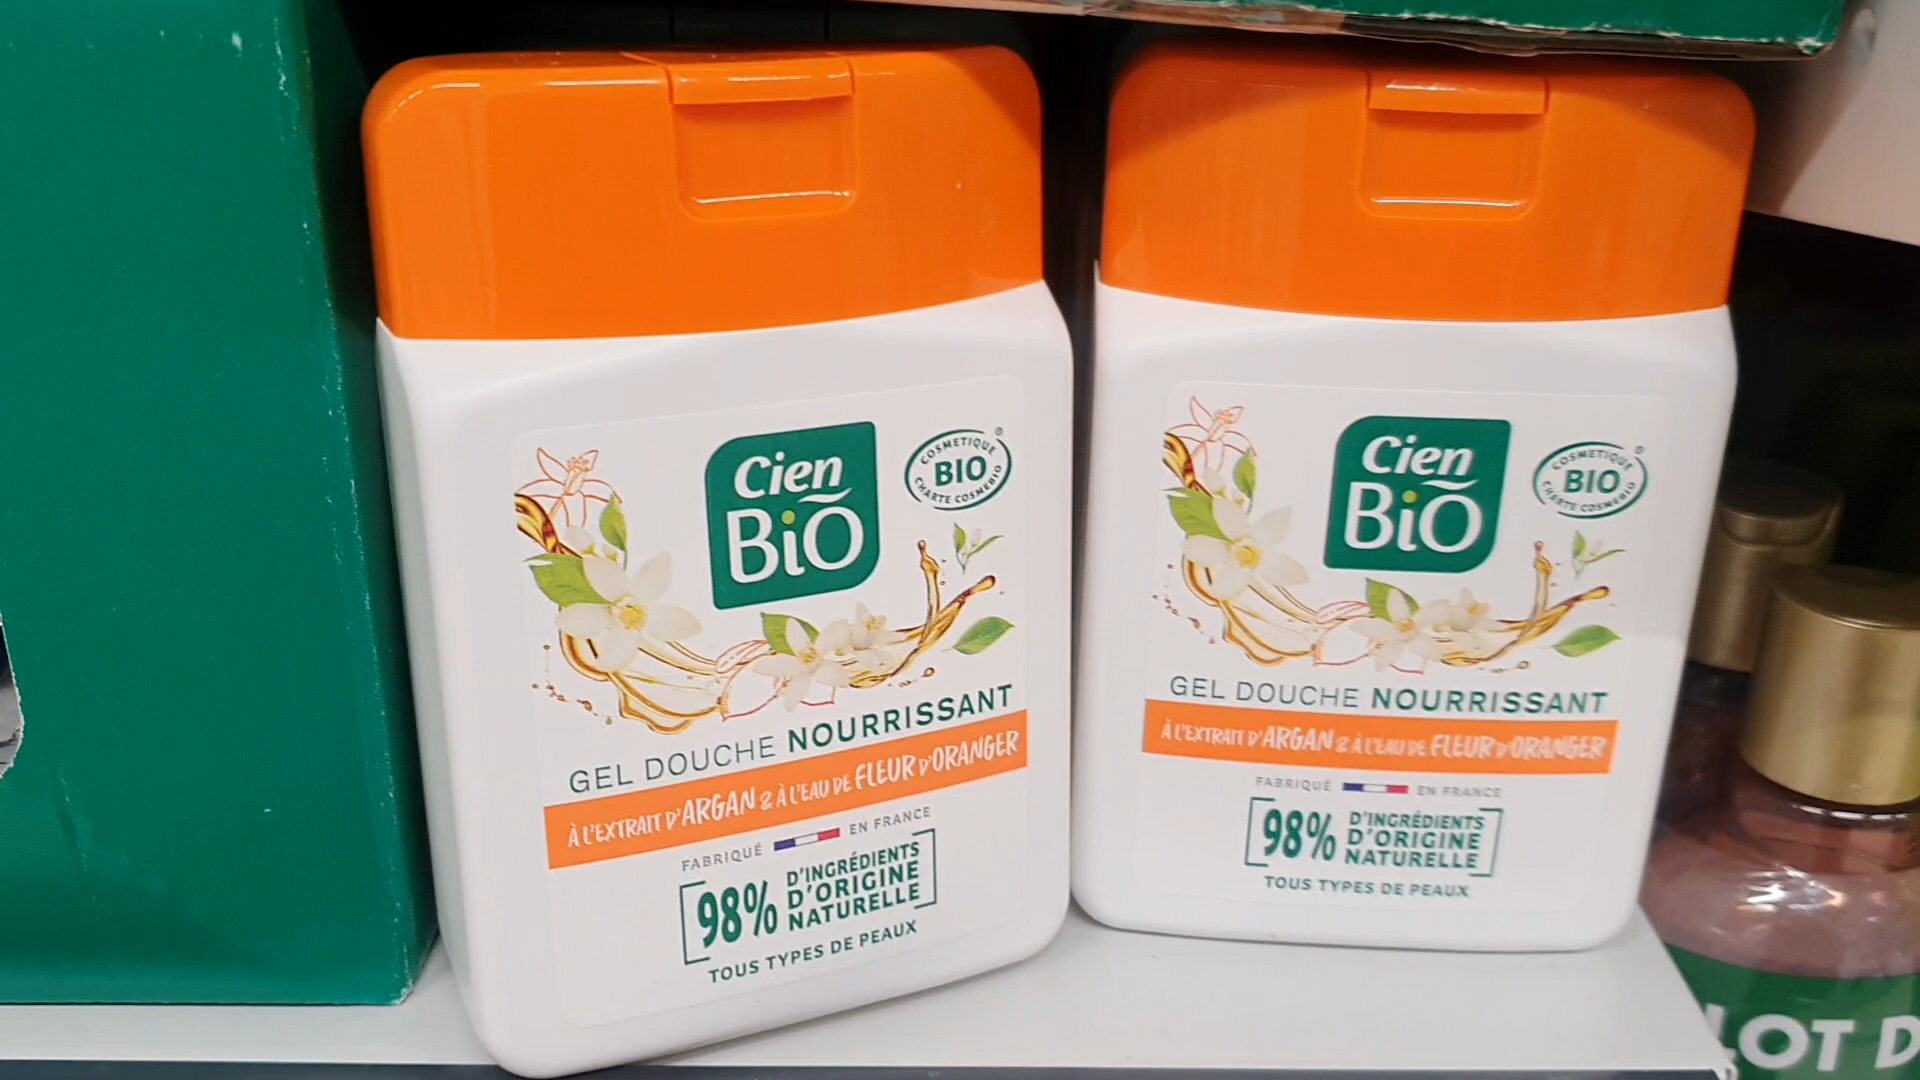 Cien
BiO
COSMETIQUE
BIO
CHARTE COSMEBIO
®
GEL DOUCHE NOURRISSANT
À L'EXTRAIT D'ARGAN & À L'EAU DE FLEUR D'ORANGER
FABRIQUÉ EN FRANCE
98% D'INGRÉDIENTS
D'ORIGINE
NATURELLE
TOUS TYPES DE PEAUX
Cien
BiO
COSMETIQUE
BIO
CHARTE COSMEBIO
®
GEL DOUCHE NOURRISSANT
À L'EXTRAIT D'ARGAN & À L'EAU DE FLEUR D'ORANGER
FABRIQUÉ EN FRANCE
98% D'INGRÉDIENTS
D'ORIGINE
NATURELLE
TOUS TYPES DE PEAUX
LOT D